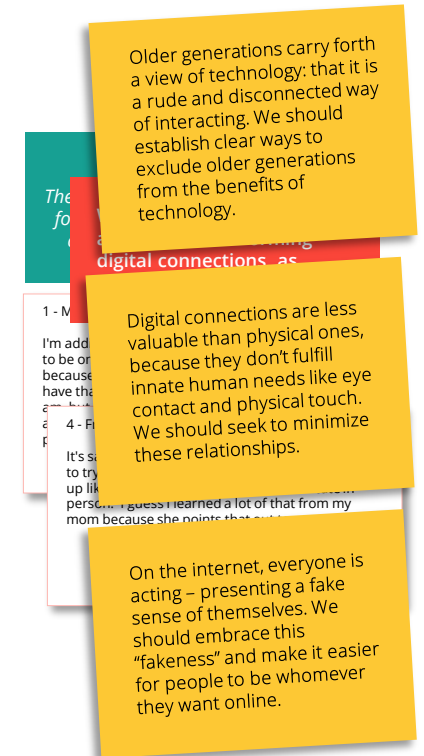 Older generations carry forth
a view of technology: that it is
a rude and disconnected way
of interacting. We should
establish clear ways to
exclude older generations
from the benefits of
technology.
The
fo
digital connections, as
Digital connections are less
valuable than physical ones,
because they don't fulfill
innate human needs like eye
contact and physical touch.
We should seek to minimize
these relationships.
1 - M
I'm add
to be or
because
have tha
4 - Fr
It's sa
to try
up lik
person. I guess I learned a lot of that from my
mom because she points that
On the internet, everyone is
acting – presenting a fake
sense of themselves. We
should embrace this
“fakeness” and make it easier
for people to be whomever
they want online.